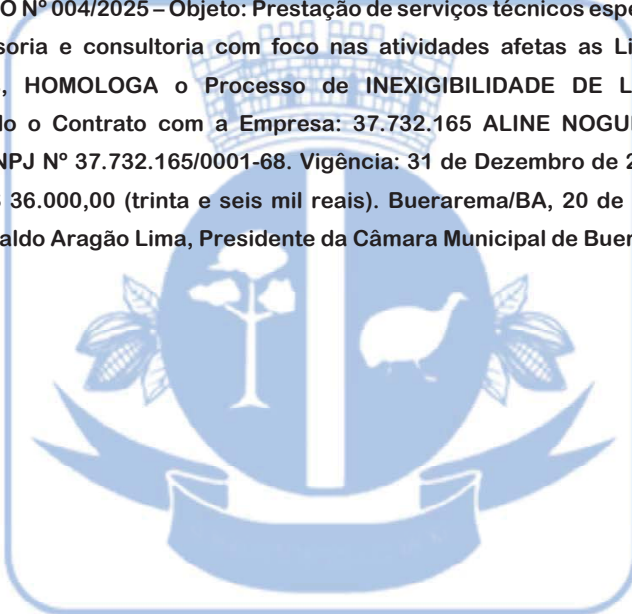 O Nº 004/2025 – Objeto: Prestação de serviços técnicos espe
soria e consultoria com foco nas atividades afetas as Li
, HOMOLOGA o Processo de INEXIGIBILIDADE DE L
o o Contrato com a Empresa: 37.732.165 ALINE NOGU
NPJ Nº 37.732.165/0001-68. Vigência: 31 de Dezembro de 2
36.000,00 (trinta e seis mil reais). Buerarema/BA, 20 de
aldo Aragão Lima, Presidente da Câmara Municipal de Buer